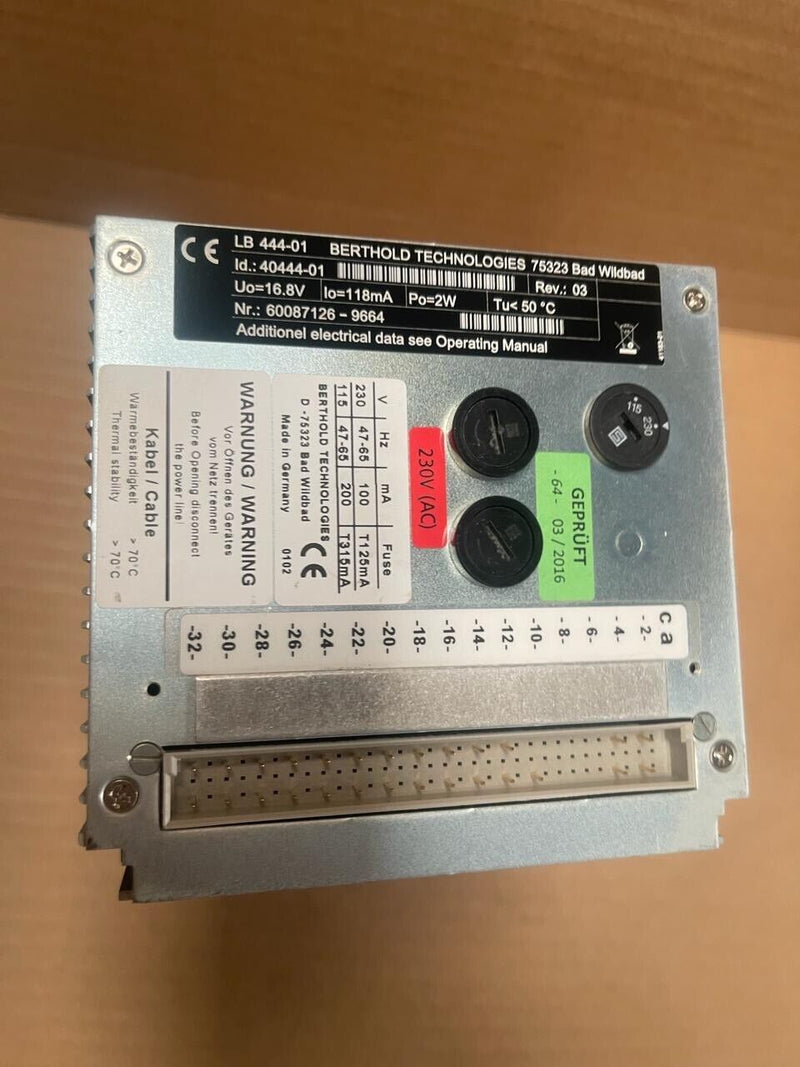 CE LB 444-01 BERTHOLD TECHNOLOGIES 75323 Bad Wildbad
Id.: 40444-01 Rev.: 03
Uo=16.8V Io=118mA Po=2W Tu< 50 °C
Nr.: 60087126 - 9664
Additionel electrical data see Operating Manual
115 230
230V (AC)
GEPRÜFT
- 64 - 03 / 2016
V Hz mA Fuse
230 47-65 100 T125mA
115 47-65 200 T315mA
BERTHOLD TECHNOLOGIES
D -75323 Bad Wildbad
Made in Germany
CE
0102
WARNUNG / WARNING
Vor Öffnen des Gerätes
vom Netz trennen!
Before Opening disconnect
the power line!
Kabel / Cable
Wärmebeständigkeit > 70°C
Thermal stability > 70°C
c a
-2-
-4-
-6-
-8-
-10-
-12-
-14-
-16-
-18-
-20-
-22-
-24-
-26-
-28-
-30-
-32-